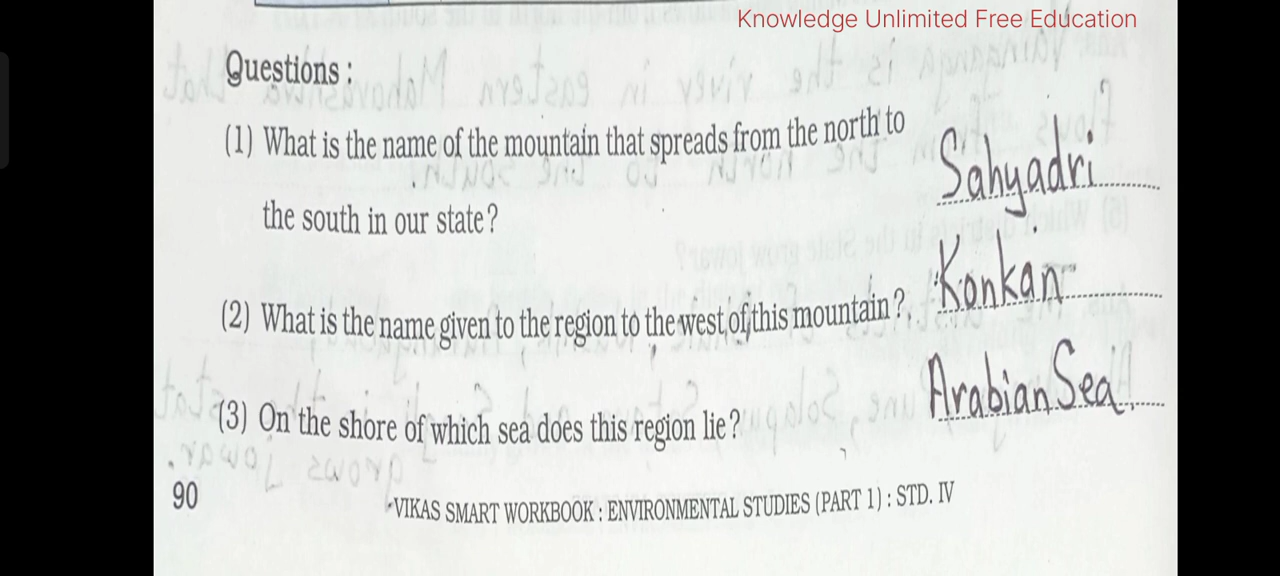 Knowledge Unlimited Free Education
Questions :
(1) What is the name of the mountain that spreads from the north to
the south in our state?
Sahyadri
(2) What is the name given to the region to the west of this mountain?
Konkan
(3) On the shore of which sea does this region lie?
Arabian Sea
90
VIKAS SMART WORKBOOK : ENVIRONMENTAL STUDIES (PART 1) : STD. IV